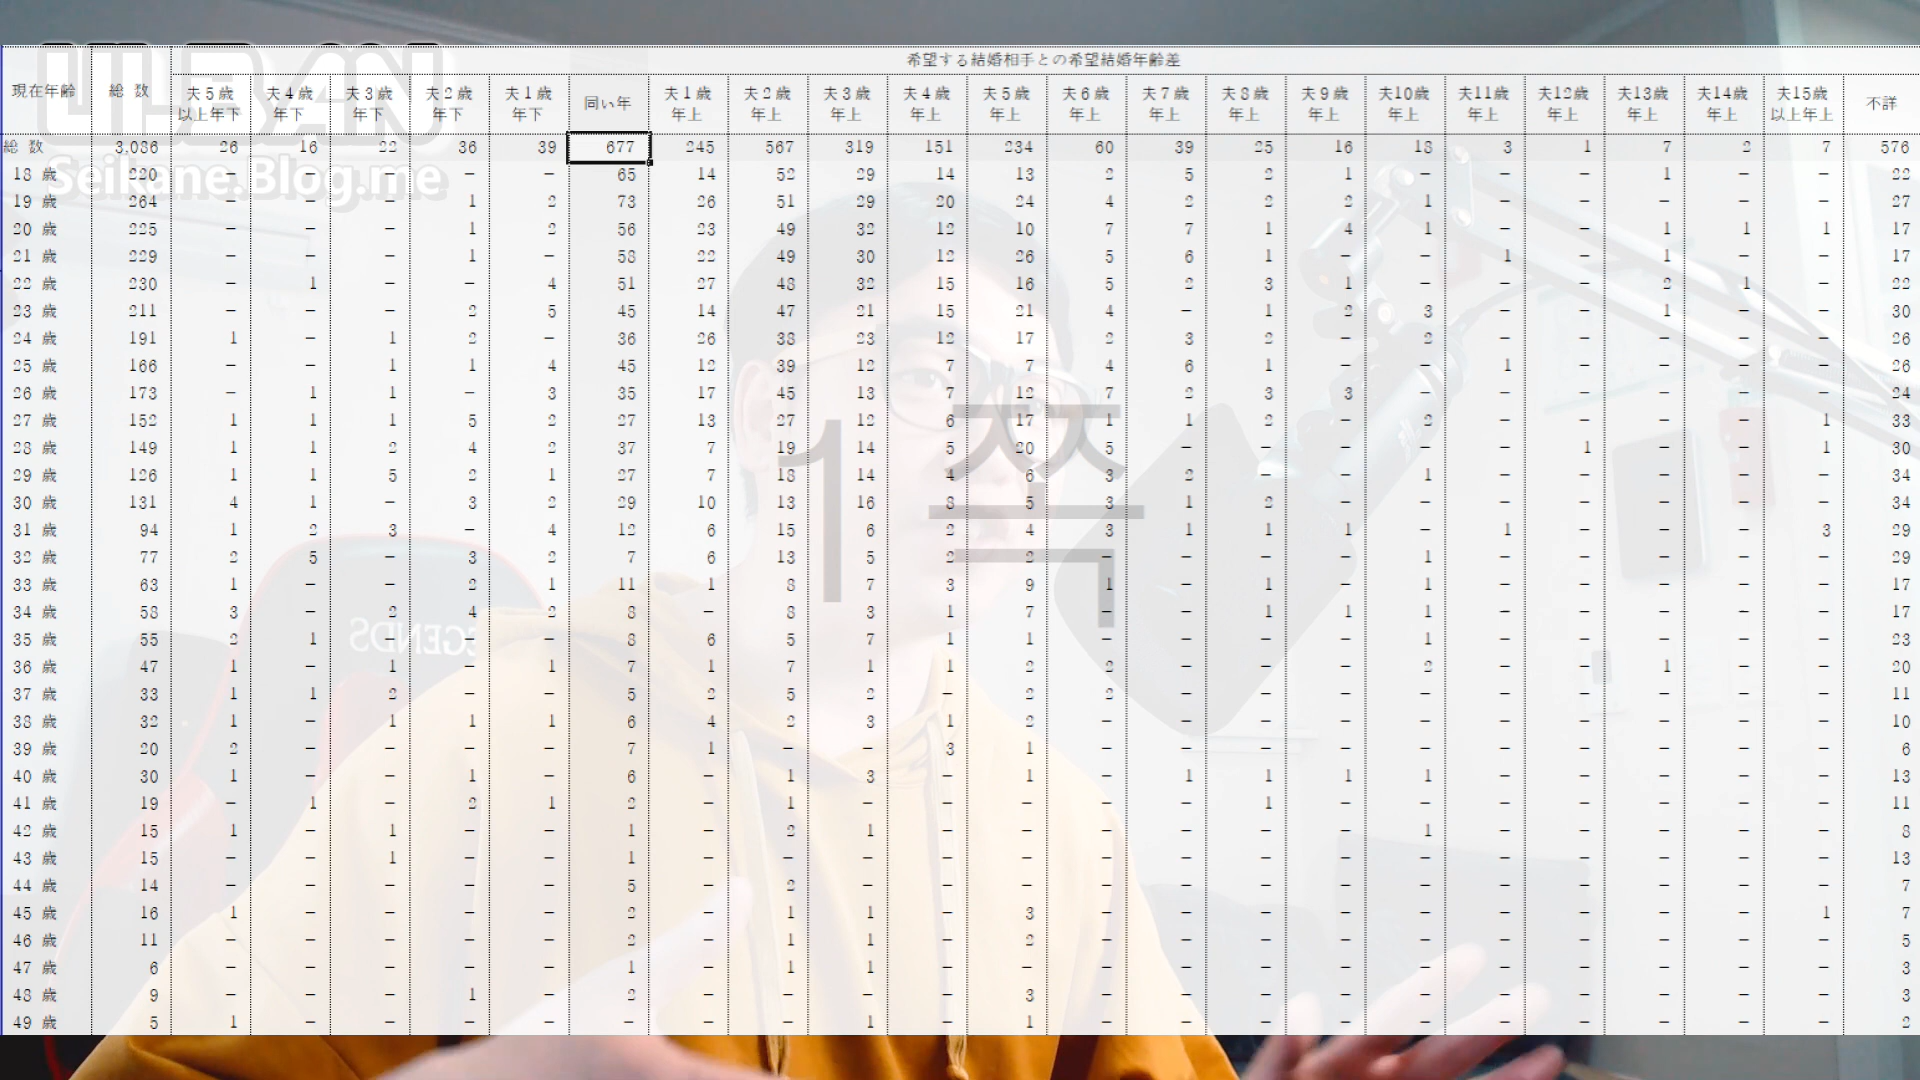 LILBAN
Seikane.Blog.me
希望する結婚相手との希望結婚年齢差
現在年齢 総 数 夫5歳以上年下 夫4歳年下 夫3歳年下 夫2歳年下 夫1歳年下 同い年 夫1歳年上 夫2歳年上 夫3歳年上 夫4歳年上 夫5歳年上 夫6歳年上 夫7歳年上 夫8歳年上 夫9歳年上 夫10歳年上 夫11歳年上 夫12歳年上 夫13歳年上 夫14歳年上 夫15歳以上年上 不詳
総 数 3,086 26 16 22 36 39 677 245 567 319 151 234 60 39 25 16 18 3 1 7 2 7 576
18 歳 220 - - - - - 65 14 52 29 14 13 2 5 2 1 - - - 1 - - 22
19 歳 264 - - - 1 2 73 26 51 29 20 24 4 2 2 2 1 - - - - - 27
20 歳 225 - - - 1 2 56 23 49 32 12 10 7 7 1 4 1 - - 1 1 1 17
21 歳 229 - - - 1 - 58 22 49 30 12 26 5 6 1 - - 1 - 1 - - 17
22 歳 230 - 1 - - 4 51 27 48 32 15 16 5 2 3 1 - - - 2 1 - 22
23 歳 211 - - - 2 5 45 14 47 21 15 21 4 - 1 2 3 - - 1 - - 30
24 歳 191 1 - 1 2 - 36 26 38 23 12 17 2 3 2 - 2 - - - - - 26
25 歳 166 - - 1 1 4 45 12 39 12 7 7 4 6 1 - - 1 - - - - 26
26 歳 173 - 1 1 - 3 35 17 45 13 7 12 7 2 3 3 - - - - - - 24
27 歳 152 1 1 1 5 2 27 13 27 12 6 17 1 1 2 - 2 - - - - 1 33
28 歳 149 1 1 2 4 2 37 7 19 14 5 20 5 - - - - - 1 - - 1 30
29 歳 126 1 1 5 2 1 27 7 18 14 4 6 3 2 - - 1 - - - - - 34
30 歳 131 4 1 - 3 2 29 10 13 16 8 5 3 1 2 - - - - - - - 34
31 歳 94 1 2 3 - 4 12 6 15 6 2 4 3 1 1 1 - 1 - - - 3 29
32 歳 77 2 5 - 3 2 7 6 13 5 2 2 - - - - 1 - - - - - 29
33 歳 63 1 - - 2 1 11 1 8 7 3 9 1 - 1 - 1 - - - - - 17
34 歳 58 3 - 2 4 2 8 - 8 3 1 7 - - 1 1 1 - - - - - 17
35 歳 55 2 1 - - - 8 6 5 7 1 1 - - - - 1 - - - - - 23
36 歳 47 1 - 1 - 1 7 1 7 1 1 2 2 - - - 2 - - 1 - - 20
37 歳 33 1 1 2 - - 5 2 5 2 - 2 2 - - - - - - - - - 11
38 歳 32 1 - 1 1 1 6 4 2 3 1 2 - - - - - - - - - - 10
39 歳 20 2 - - - - 7 1 - - 3 1 - - - - - - - - - - 6
40 歳 30 1 - - 1 - 6 - 1 3 - 1 - 1 1 1 1 - - - - - 13
41 歳 19 - 1 - 2 1 2 - 1 - - - - - 1 - - - - - - - 11
42 歳 15 1 - 1 - - 1 - 2 1 - - - - - - 1 - - - - - 8
43 歳 15 - - 1 - - 1 - - - - - - - - - - - - - - - 13
44 歳 14 - - - - - 5 - 2 - - - - - - - - - - - - - 7
45 歳 16 1 - - - - 2 - 1 1 - 3 - - - - - - - - - 1 7
46 歳 11 - - - - - 2 - 1 1 - 2 - - - - - - - - - - 5
47 歳 6 - - - - - 1 - 1 1 - - - - - - - - - - - - 3
48 歳 9 - - - 1 - 2 - - - - 3 - - - - - - - - - - 3
49 歳 5 1 - - - - - - - 1 - 1 - - - - - - - - - - 2
1쪽